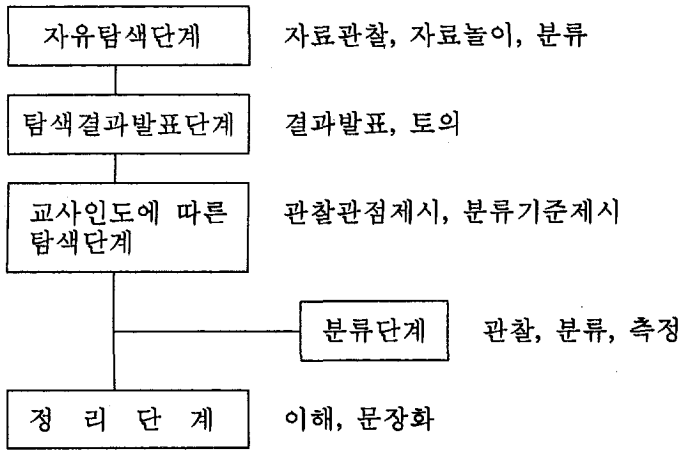 자유탐색단계 자료관찰, 자료놀이, 분류
탐색결과발표단계 결과발표, 토의
교사인도에 따른
탐색단계 관찰관점제시, 분류기준제시
분류단계 관찰, 분류, 측정
정 리 단 계 이해, 문장화